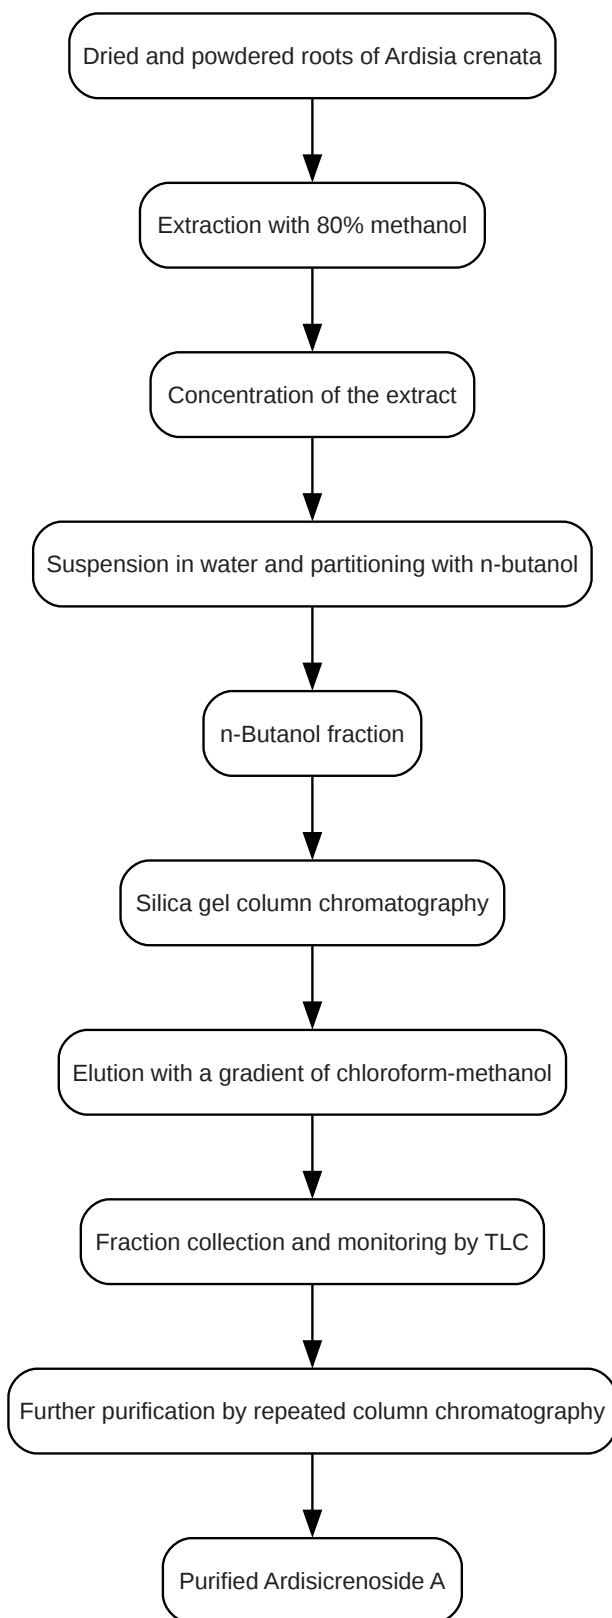 Dried and powdered roots of Ardisia crenata
Extraction with 80% methanol
Concentration of the extract
Suspension in water and partitioning with n-butanol
n-Butanol fraction
Silica gel column chromatography
Elution with a gradient of chloroform-methanol
Fraction collection and monitoring by TLC
Further purification by repeated column chromatography
Purified Ardisicrenoside A